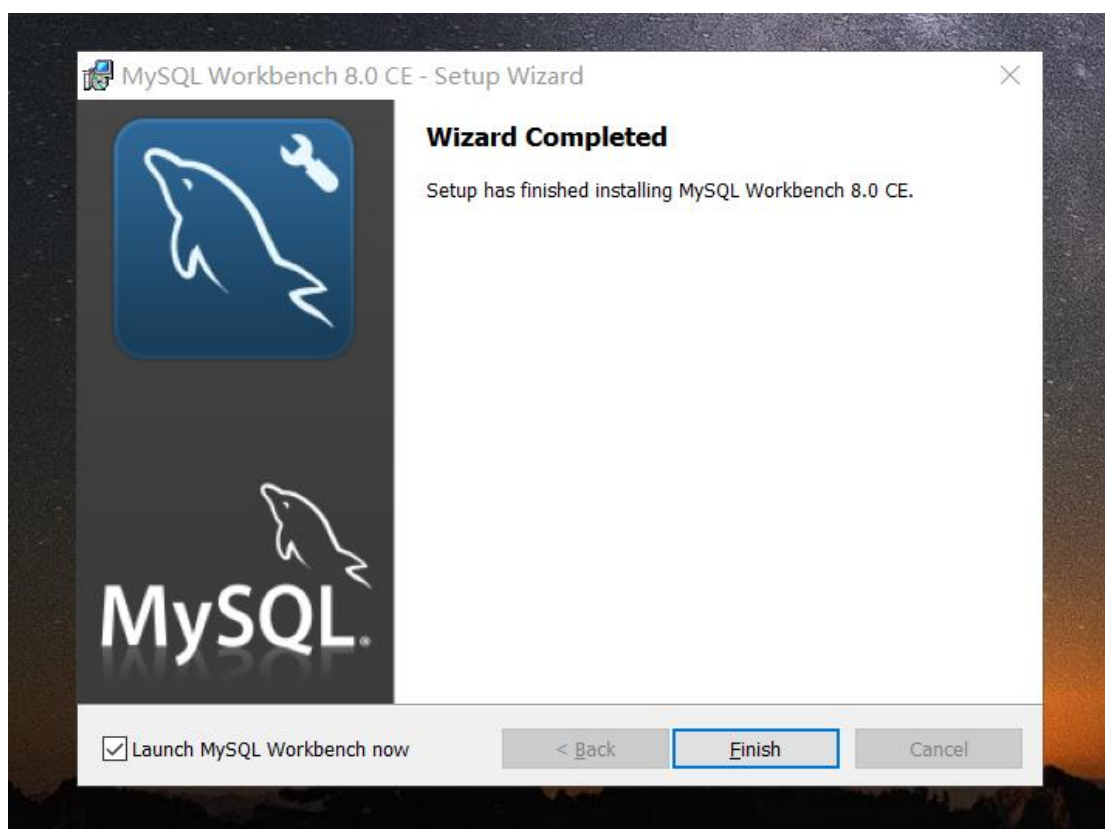 MySQL Workbench 8.0 CE - Setup Wizard
Wizard Completed
Setup has finished installing MySQL Workbench 8.0 CE.
MySQL®
Launch MySQL Workbench now
< Back
Finish
Cancel